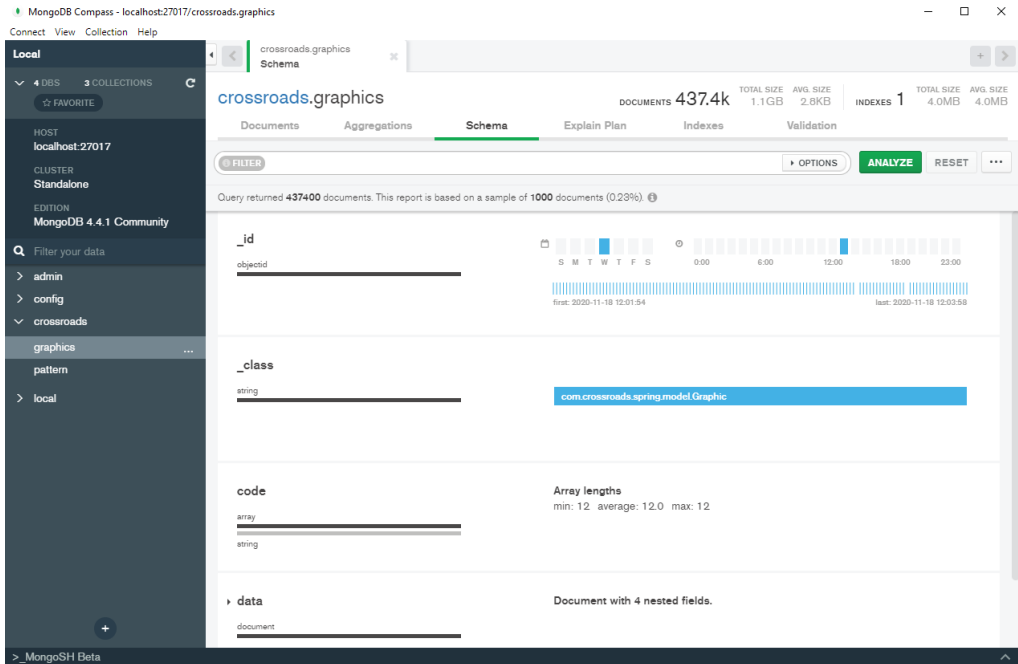 MongoDB Compass - localhost:27017/crossroads.graphics
Connect View Collection Help
Local
crossroads.graphics
Schema
4 DBS 3 COLLECTIONS
FAVORITE
HOST
localhost:27017
CLUSTER
Standalone
EDITION
MongoDB 4.4.1 Community
Filter your data
admin
config
crossroads
graphics ...
pattern
local
crossroads.graphics
DOCUMENTS 437.4k TOTAL SIZE 1.1GB AVG. SIZE 2.6KB INDEXES 1 TOTAL SIZE 4.0MB AVG. SIZE 4.0MB
Documents Aggregations Schema Explain Plan Indexes Validation
FILTER OPTIONS ANALYZE RESET ...
Query returned 437400 documents. This report is based on a sample of 1000 documents (0.23%).
_id
objectid
S M T W T F S 0:00 6:00 12:00 18:00 23:00
first: 2020-11-18 12:01:54 last: 2020-11-18 12:03:58
_class
string
com.crossroads.spring.model.Graphic
code
array
string
Array lengths
min: 12 average: 12.0 max: 12
data
document
Document with 4 nested fields.
>_MongoSH Beta